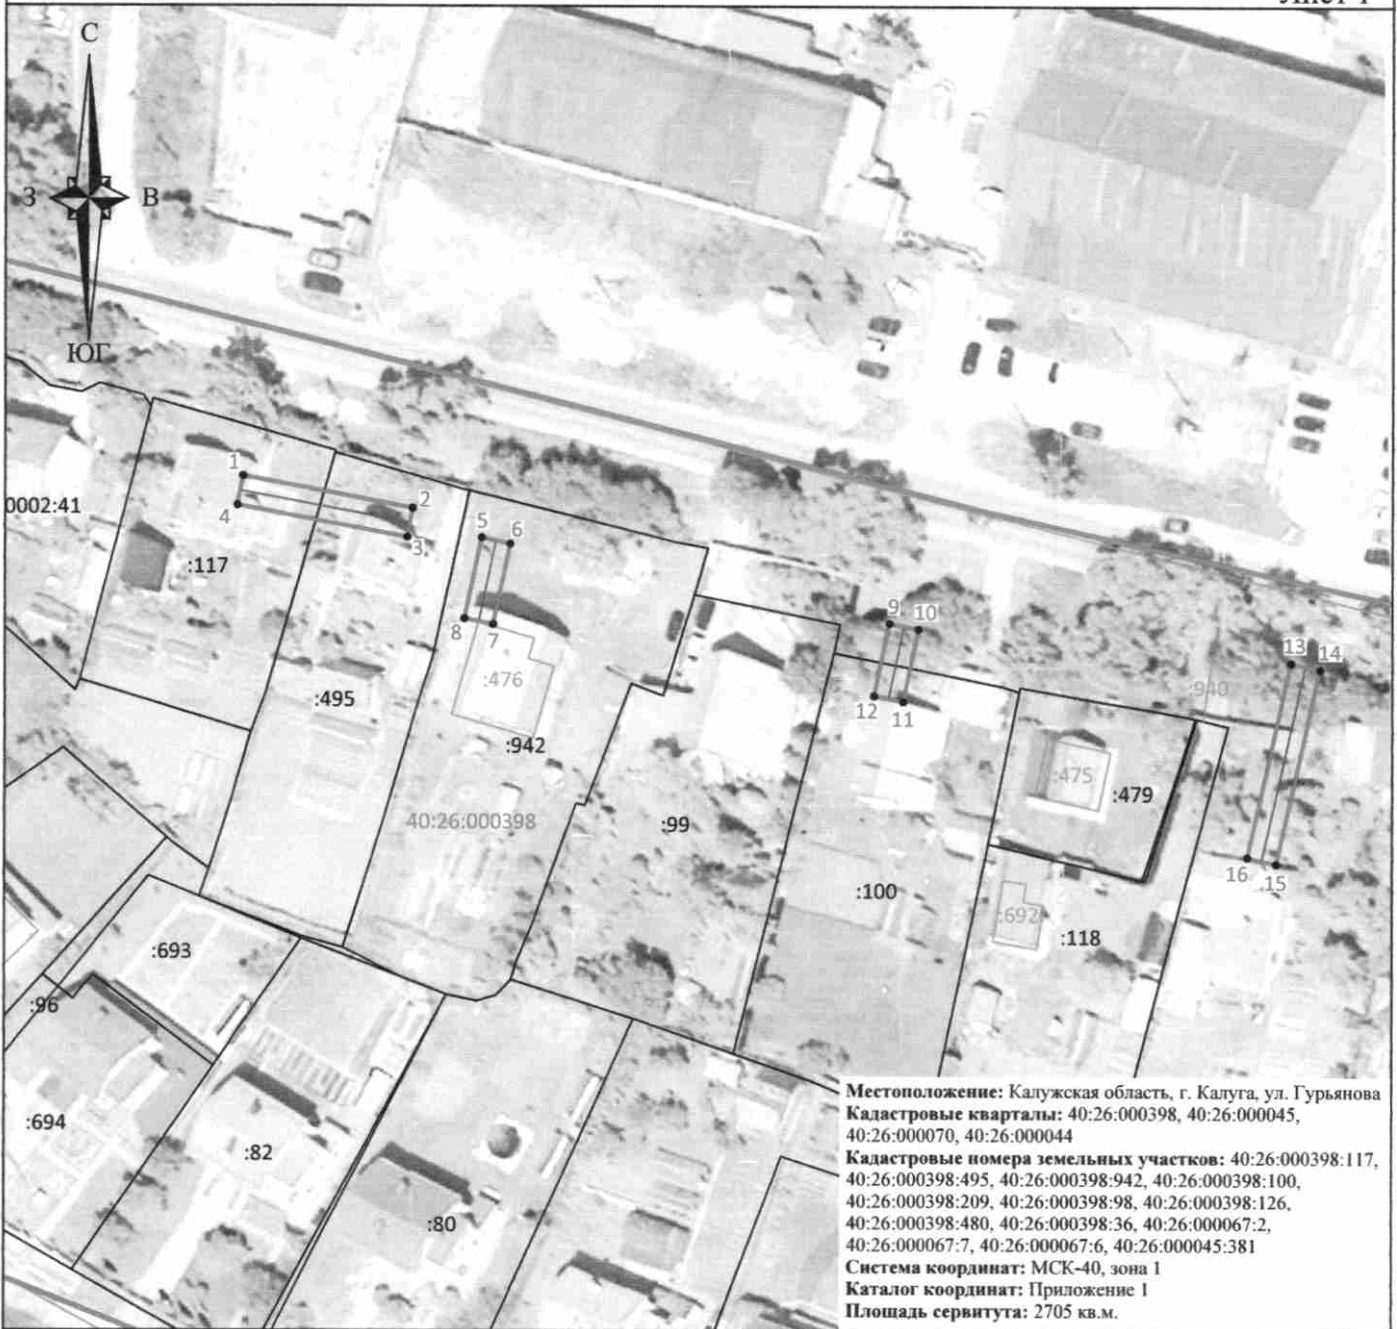 С
З
В
ЮГ
1
2
4
3
0002:41
:117
5
6
8
7
:476
:495
:942
9
10
12
11
13
14
:940
:475
:479
40:26:000398
:99
:100
16
15
:692
:118
:693
:96
:694
:82
:80
Местоположение: Калужская область, г. Калуга, ул. Гурьянова
Кадастровые кварталы: 40:26:000398, 40:26:000045,
40:26:000070, 40:26:000044
Кадастровые номера земельных участков: 40:26:000398:117,
40:26:000398:495, 40:26:000398:942, 40:26:000398:100,
40:26:000398:209, 40:26:000398:98, 40:26:000398:126,
40:26:000398:480, 40:26:000398:36, 40:26:000067:2,
40:26:000067:7, 40:26:000067:6, 40:26:000045:381
Система координат: МСК-40, зона 1
Каталог координат: Приложение 1
Площадь сервитута: 2705 кв.м.